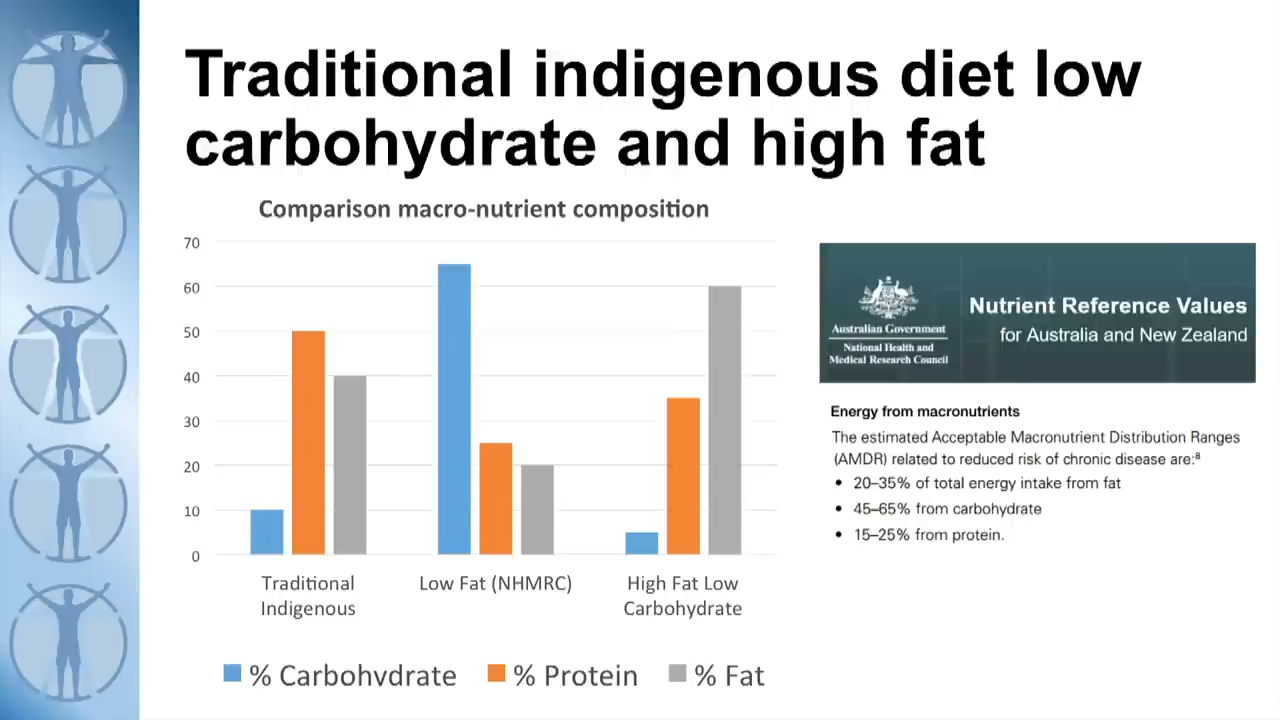 Traditional indigenous diet low
carbohydrate and high fat
Comparison macro-nutrient composition
70
60
50
40
30
20
10
0
Traditional
Indigenous
Low Fat (NHMRC)
High Fat Low
Carbohydrate
% Carbohydrate
% Protein
% Fat
Australian Government
National Health and
Medical Research Council
Nutrient Reference Values
for Australia and New Zealand
Energy from macronutrients
The estimated Acceptable Macronutrient Distribution Ranges
(AMDR) related to reduced risk of chronic disease are:⁸
• 20–35% of total energy intake from fat
• 45–65% from carbohydrate
• 15–25% from protein.